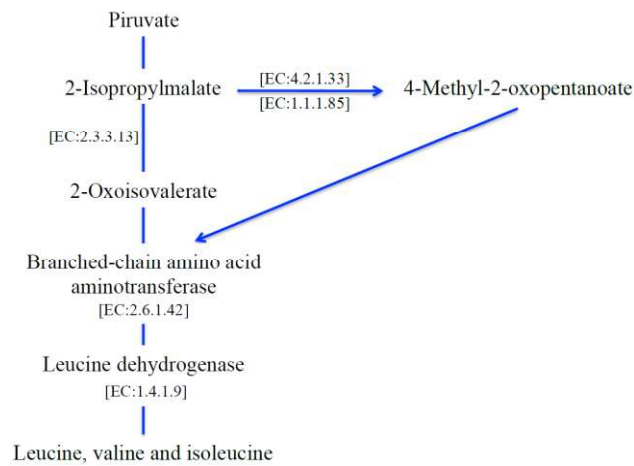 Piruvate
2-Isopropylmalate
[EC:4.2.1.33]
[EC:1.1.1.85]
4-Methyl-2-oxopentanoate
[EC:2.3.3.13]
2-Oxoisovalerate
Branched-chain amino acid
aminotransferase
[EC:2.6.1.42]
Leucine dehydrogenase
[EC:1.4.1.9]
Leucine, valine and isoleucine